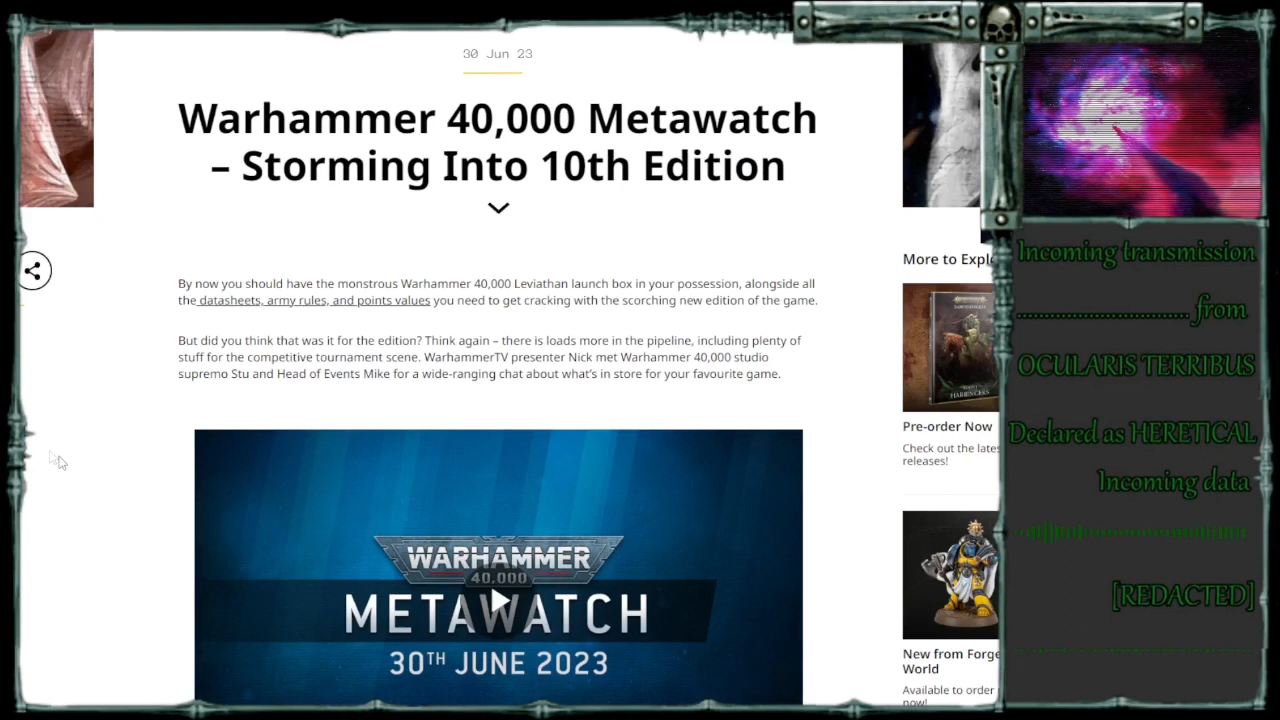 30 Jun 23
Warhammer 40,000 Metawatch
– Storming Into 10th Edition
By now you should have the monstrous Warhammer 40,000 Leviathan launch box in your possession, alongside all
the datasheets, army rules, and points values you need to get cracking with the scorching new edition of the game.
But did you think that was it for the edition? Think again – there is loads more in the pipeline, including plenty of
stuff for the competitive tournament scene. WarhammerTV presenter Nick met Warhammer 40,000 studio
supremo Stu and Head of Events Mike for a wide-ranging chat about what’s in store for your favourite game.
WARHAMMER
40,000
METAWATCH
30TH JUNE 2023
More to Explo
HARBINGERS
Pre-order Now
Check out the lates
releases!
New from Forge
World
Available to order
now!
Incoming transmission
................................ from
OCULARIS TERRIBUS
Declared as HERETICAL
Incoming data
[REDACTED]